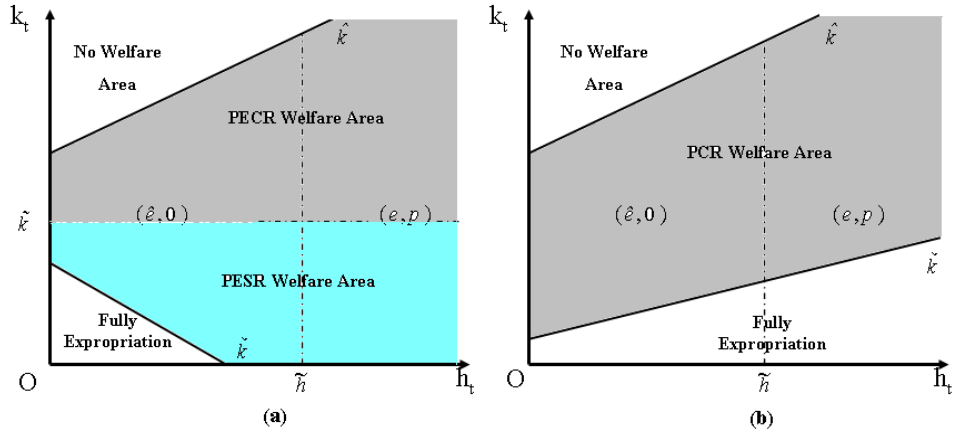 k_t
No Welfare
Area
k̂
PECR Welfare Area
(ê,0)
(e,p)
k̃
PESR Welfare Area
Fully
Expropriation
ǩ
O
h̃
h_t
(a)
k_t
No Welfare
Area
k̂
PCR Welfare Area
(ê,0)
(e,p)
ǩ
Fully
Expropriation
O
h̃
h_t
(b)